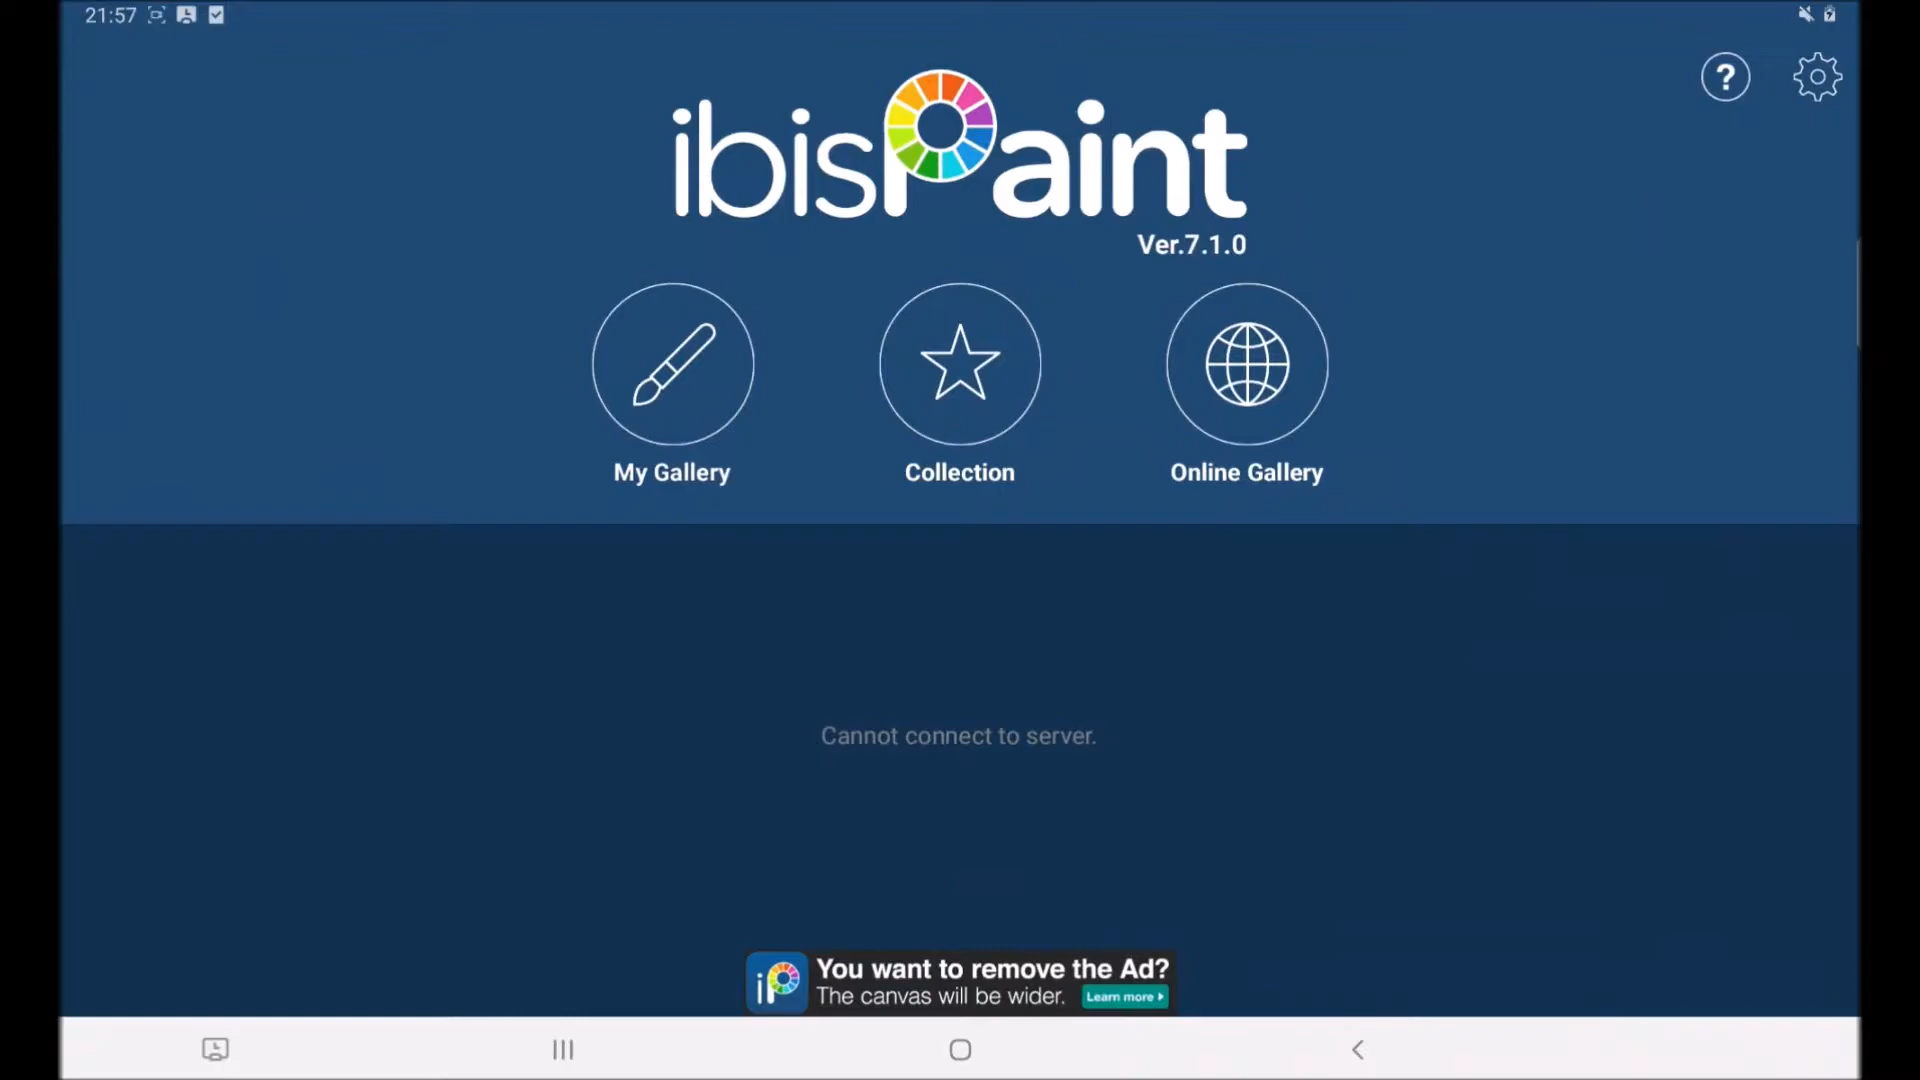 21:57
ibisPaint
Ver.7.1.0
My Gallery
Collection
Online Gallery
Cannot connect to server.
iP
You want to remove the Ad?
The canvas will be wider.
Learn more